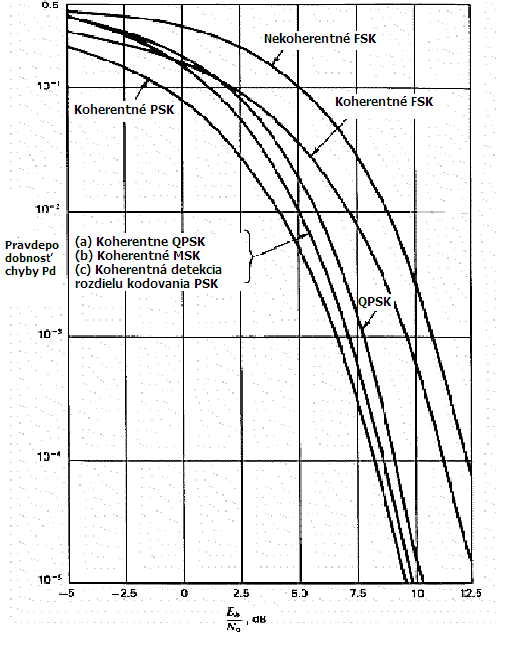 0.5
Nekoherentné FSK
10⁻¹
Koherentné FSK
Koherentné PSK
10⁻²
Pravdepo
dobnosť
chyby Pd
(a) Koherentne QPSK
(b) Koherentné MSK
(c) Koherentná detekcia
rozdielu kodovania PSK
QPSK
10⁻³
10⁻⁴
10⁻⁵
-5 -2.5 0 2.5 5.0 7.5 10 12.5
E_b
N_o , dB